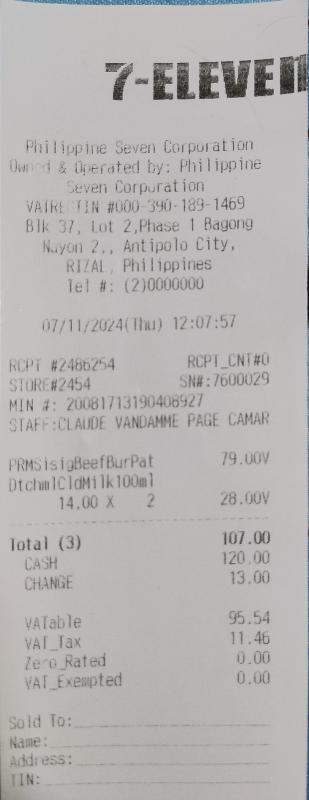 7-ELEVEn
Philippine Seven Corporation
Owned & Operated by: Philippine
Seven Corporation
VATREGTIN #000-390-189-1469
Blk 37, Lot 2,Phase 1 Bagong
Nayon 2,, Antipolo City,
RIZAL, Philippines
Tel #: (2)0000000
07/11/2024(Thu) 12:07:57
RCPT #2486254 RCPT_CNT#0
STORE#2454 SN#:7600029
MIN #: 20081713190408927
STAFF:CLAUDE VANDAMME PAGE CAMAR
PRMSisigBeefBurPat 79.00V
DtchmlCldMilk100ml
14.00 X 2 28.00V
Total (3) 107.00
CASH 120.00
CHANGE 13.00
VATable 95.54
VAT_Tax 11.46
Zero_Rated 0.00
VAT_Exempted 0.00
Sold To:
Name:
Address:
TIN: